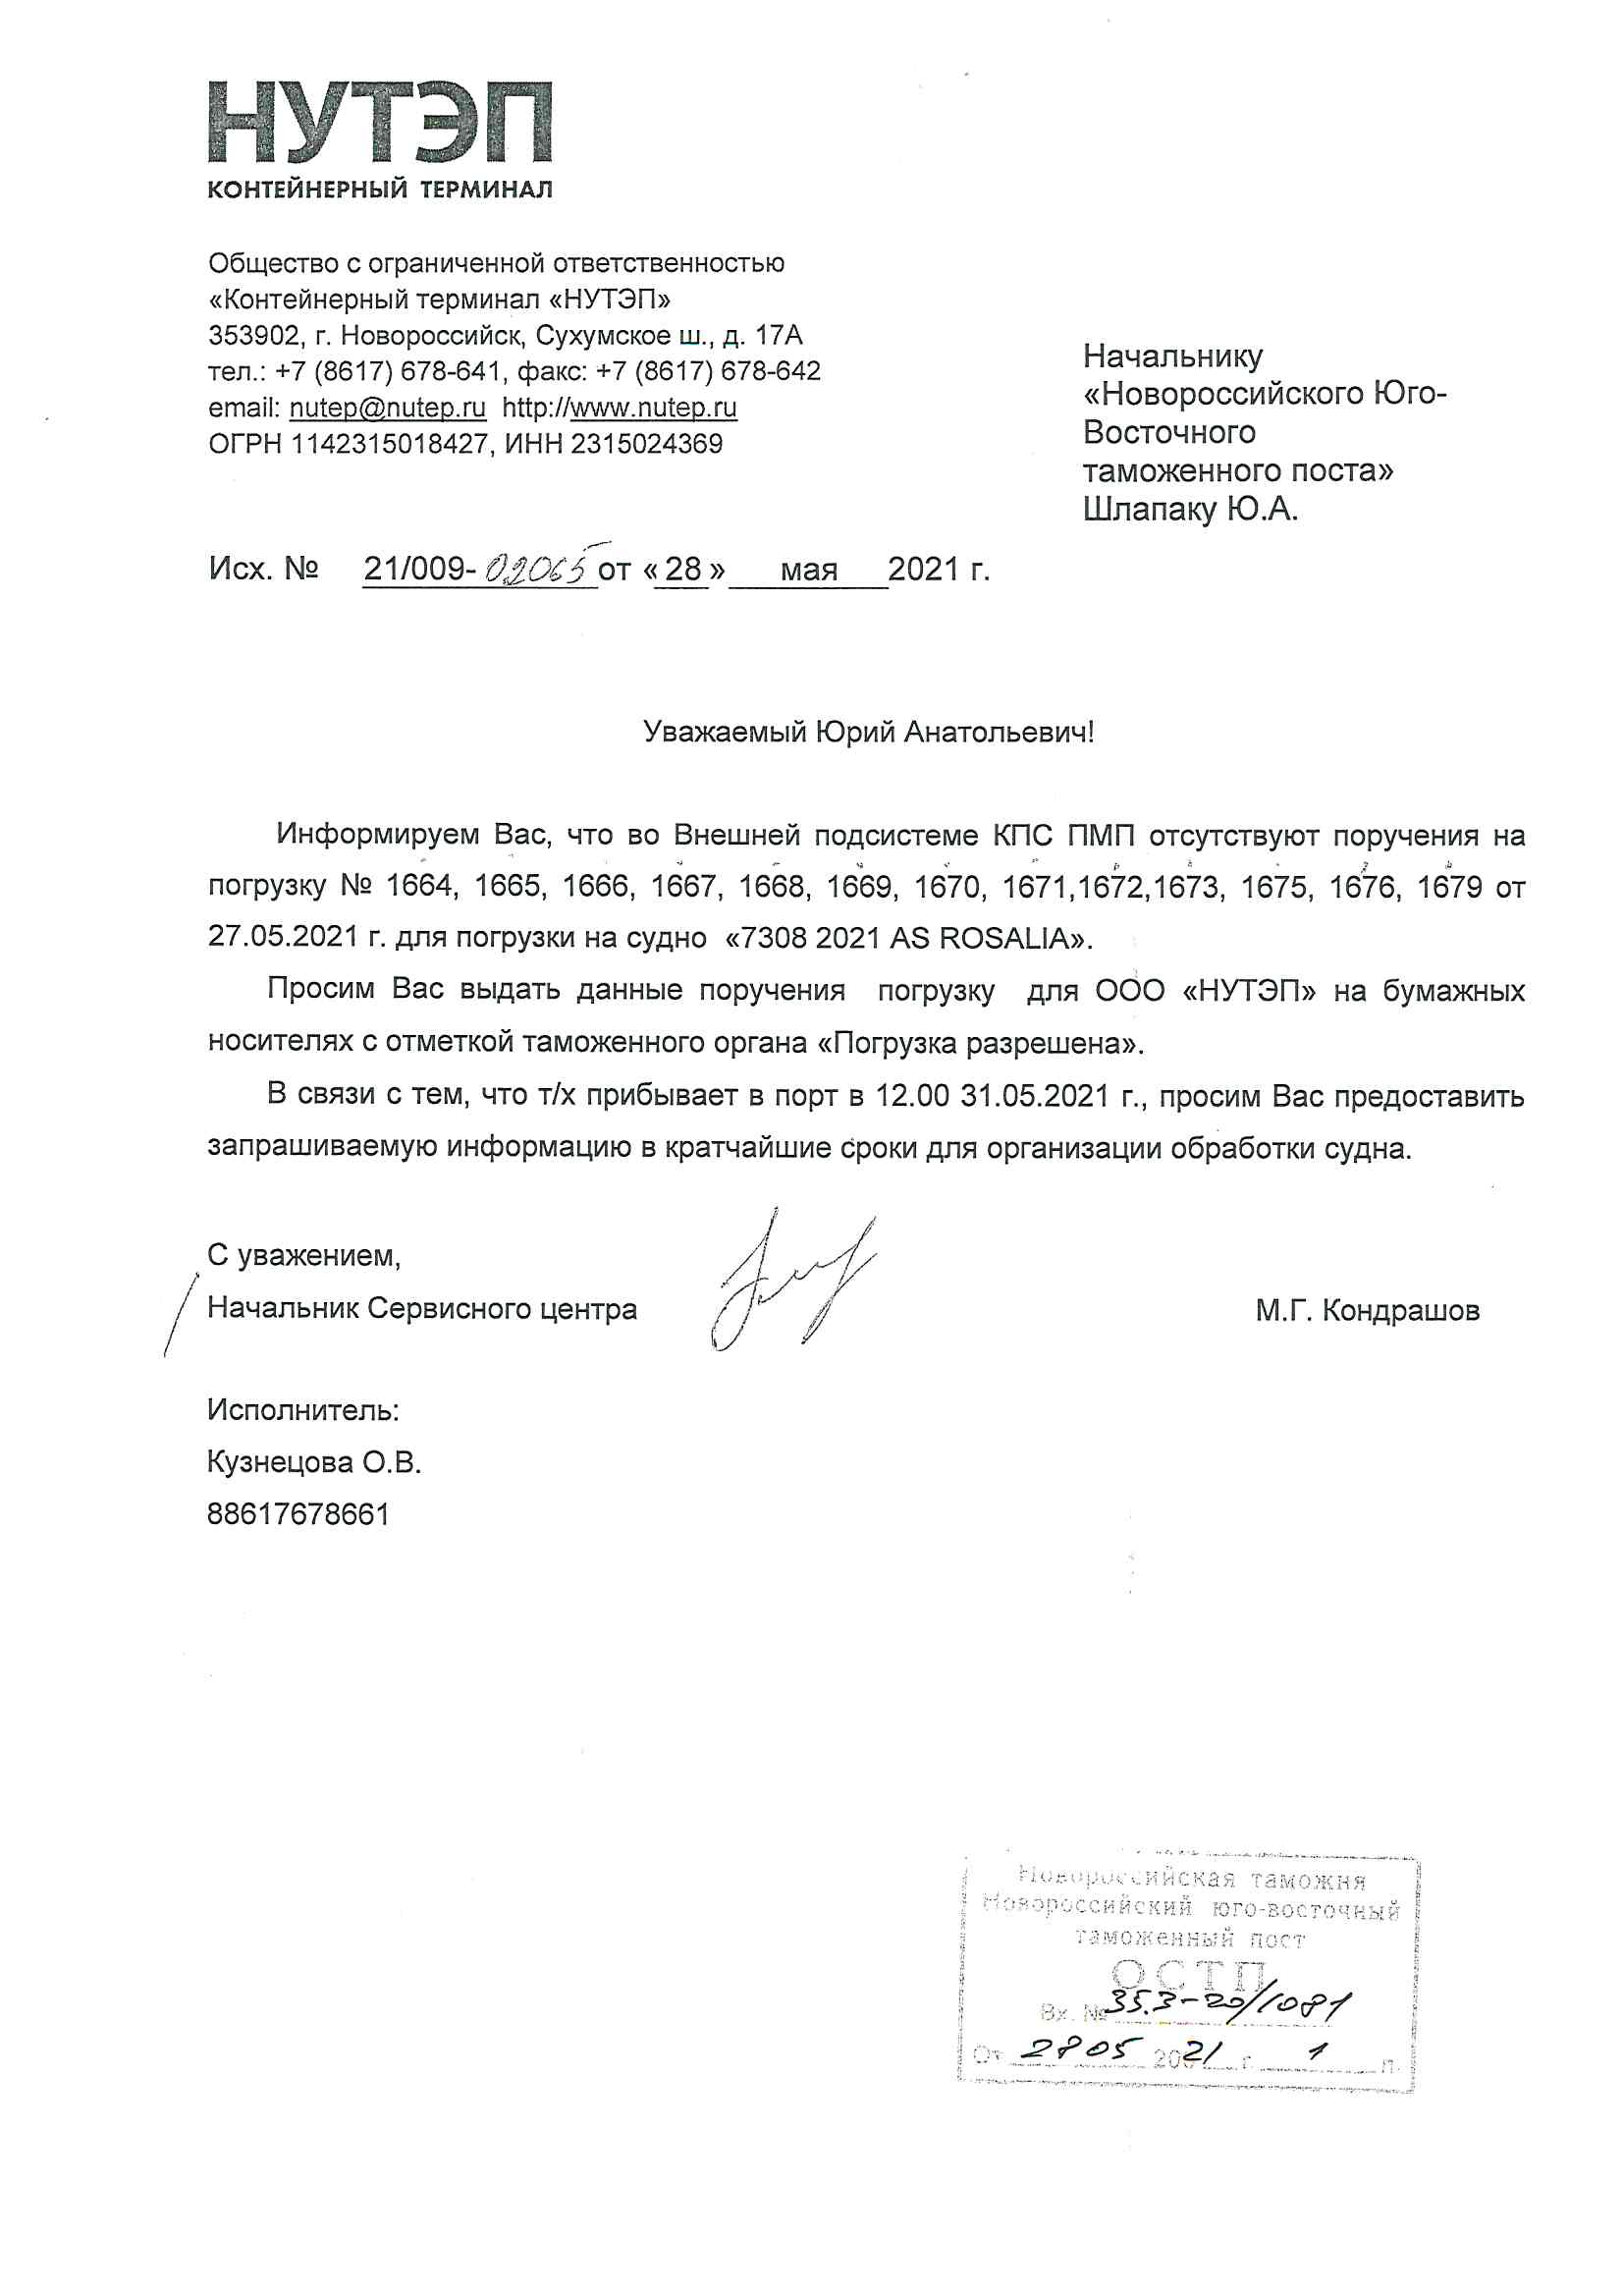 НУТЭП
КОНТЕЙНЕРНЫЙ ТЕРМИНАЛ
Общество с ограниченной ответственностью
«Контейнерный терминал «НУТЭП»
353902, г. Новороссийск, Сухумское ш., д. 17А
тел.: +7 (8617) 678-641, факс: +7 (8617) 678-642
email: nutep@nutep.ru http://www.nutep.ru
ОГРН 1142315018427, ИНН 2315024369
Начальнику
«Новороссийского Юго-
Восточного
таможенного поста»
Шлапаку Ю.А.
Исх. № 21/009-02065 от «28» мая 2021 г.
Уважаемый Юрий Анатольевич!
Информируем Вас, что во Внешней подсистеме КПС ПМП отсутствуют поручения на
погрузку № 1664, 1665, 1666, 1667, 1668, 1669, 1670, 1671,1672,1673, 1675, 1676, 1679 от
27.05.2021 г. для погрузки на судно «7308 2021 AS ROSALIA».
Просим Вас выдать данные поручения погрузку для ООО «НУТЭП» на бумажных
носителях с отметкой таможенного органа «Погрузка разрешена».
В связи с тем, что т/х прибывает в порт в 12.00 31.05.2021 г., просим Вас предоставить
запрашиваемую информацию в кратчайшие сроки для организации обработки судна.
С уважением,
Начальник Сервисного центра М.Г. Кондрашов
Исполнитель:
Кузнецова О.В.
88617678661
Новороссийская таможня
Новороссийский юго-восточный
таможенный пост
ОСТП
Вх. № 35.3-20/1081
От 2805 2021 г. 1 л.